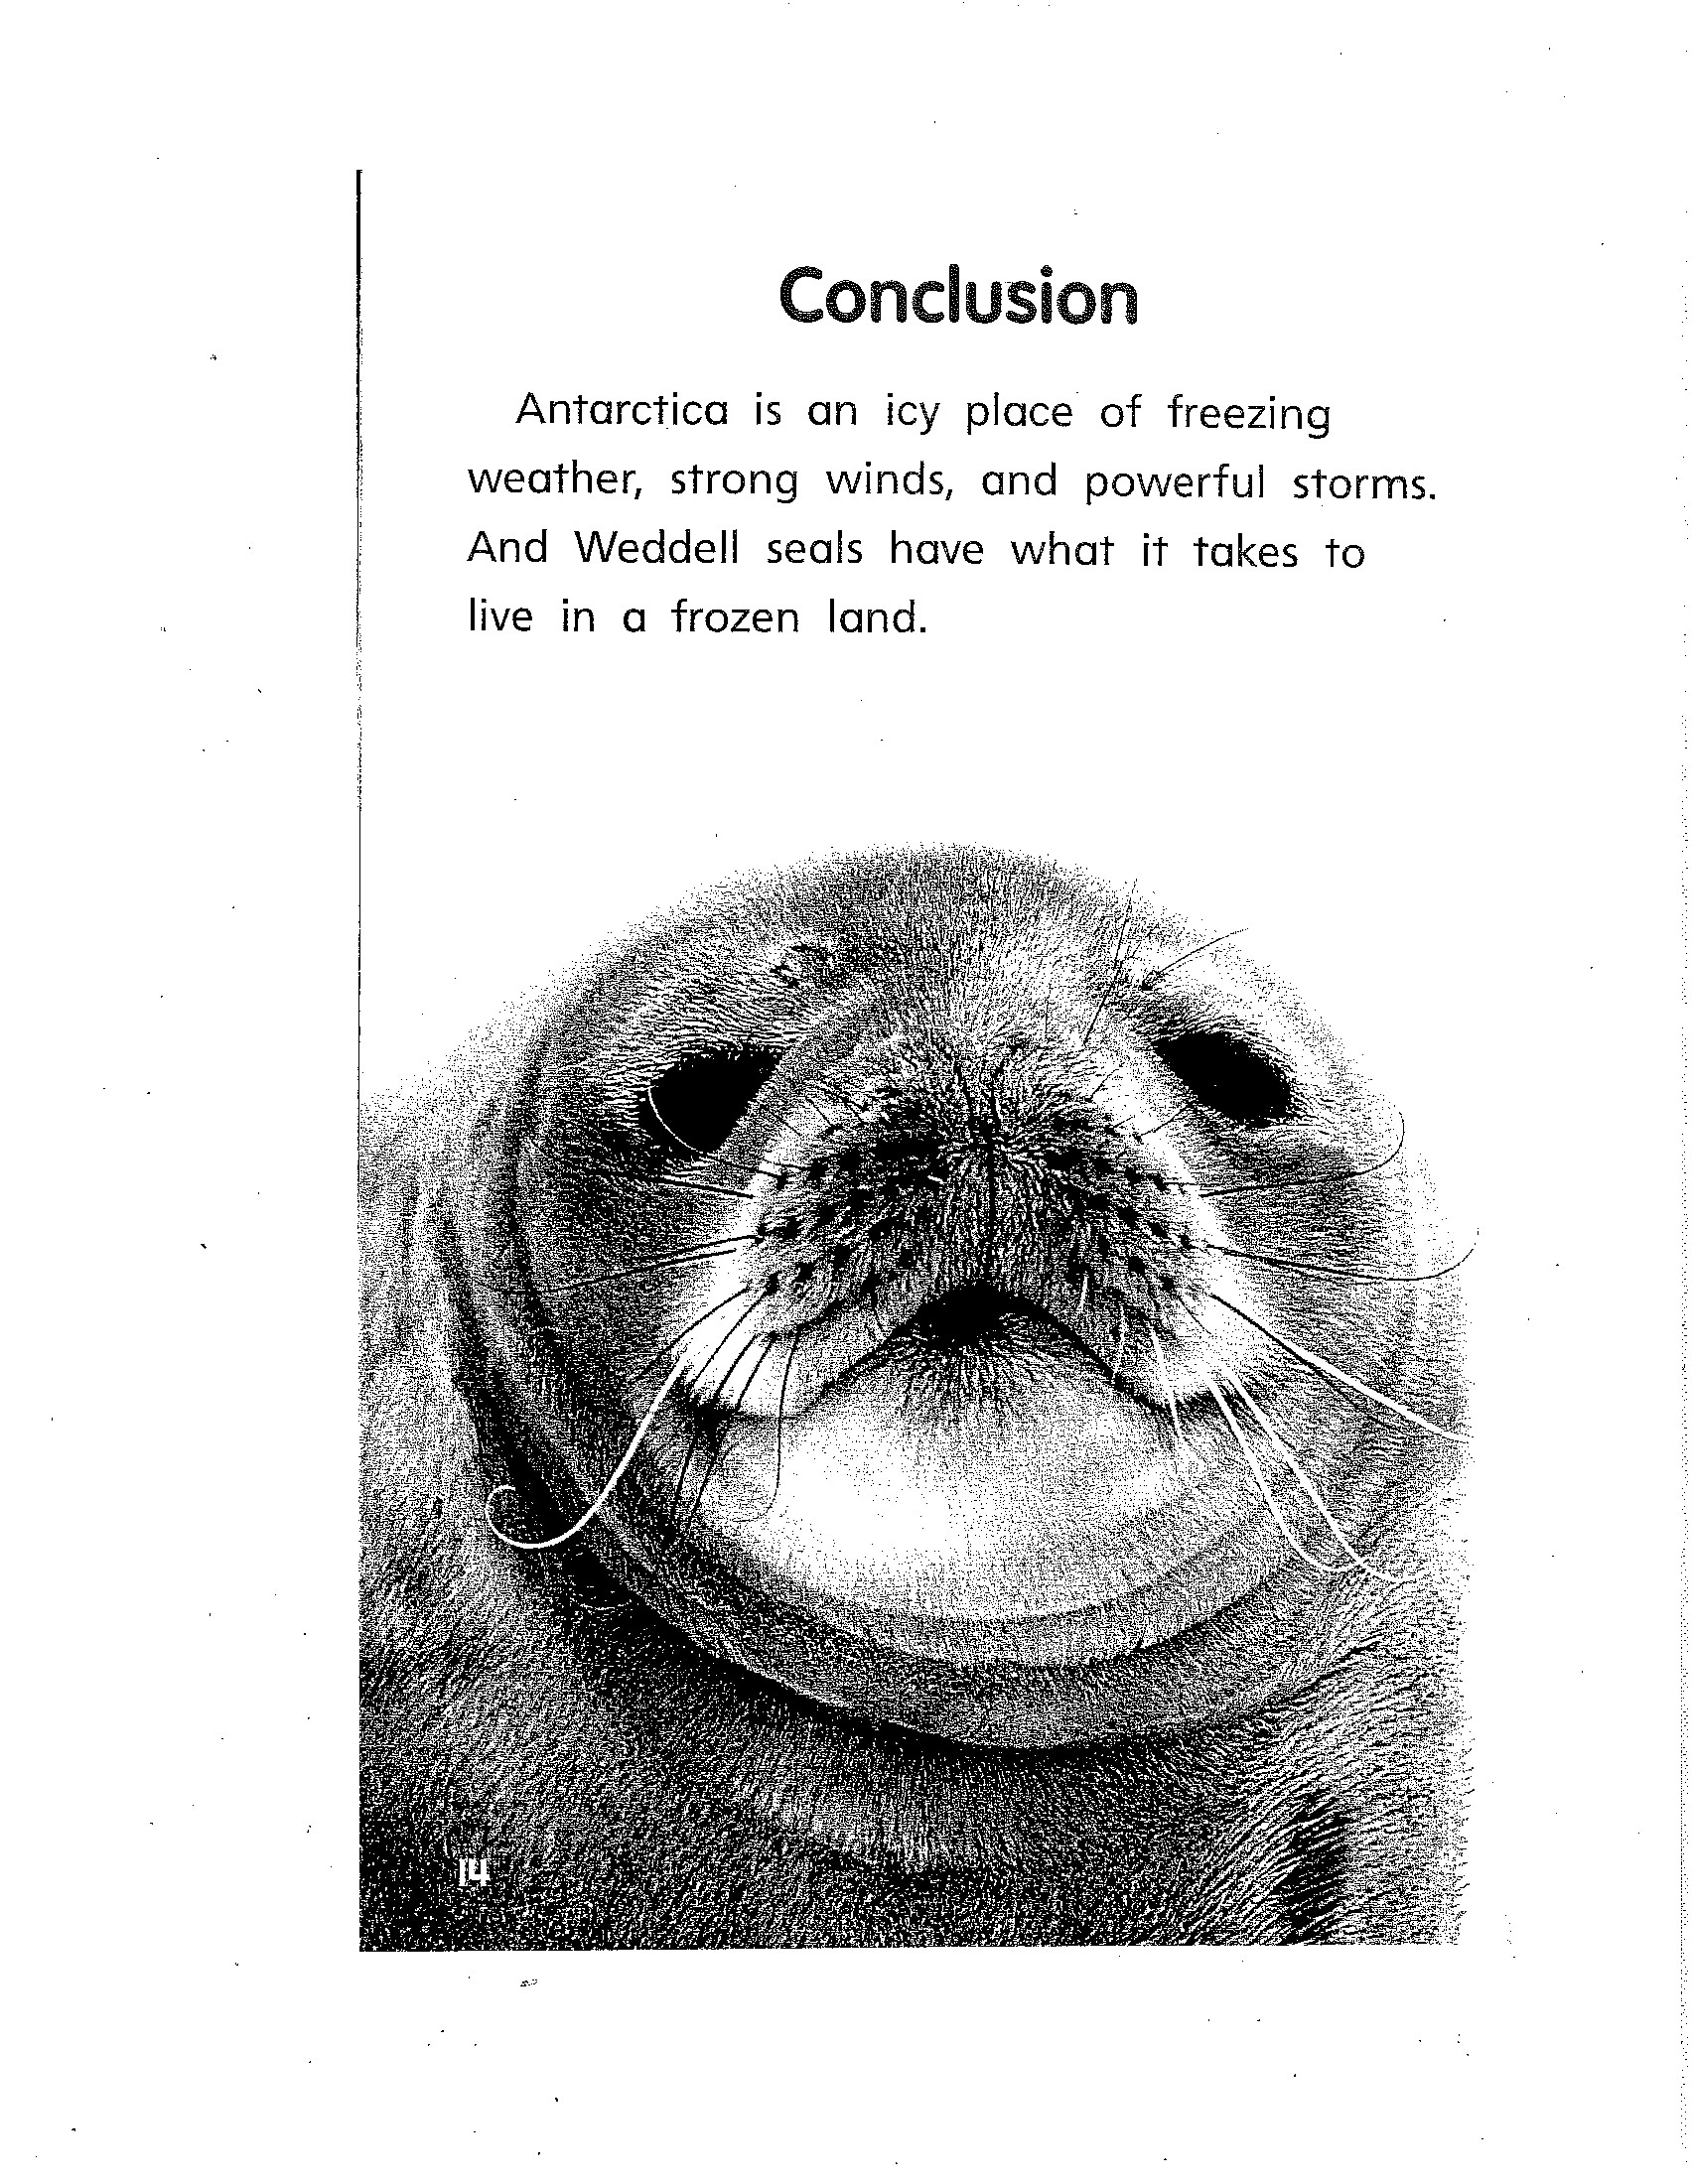 Conclusion
Antarctica is an icy place of freezing
weather, strong winds, and powerful storms.
And Weddell seals have what it takes to
live in a frozen land.
14